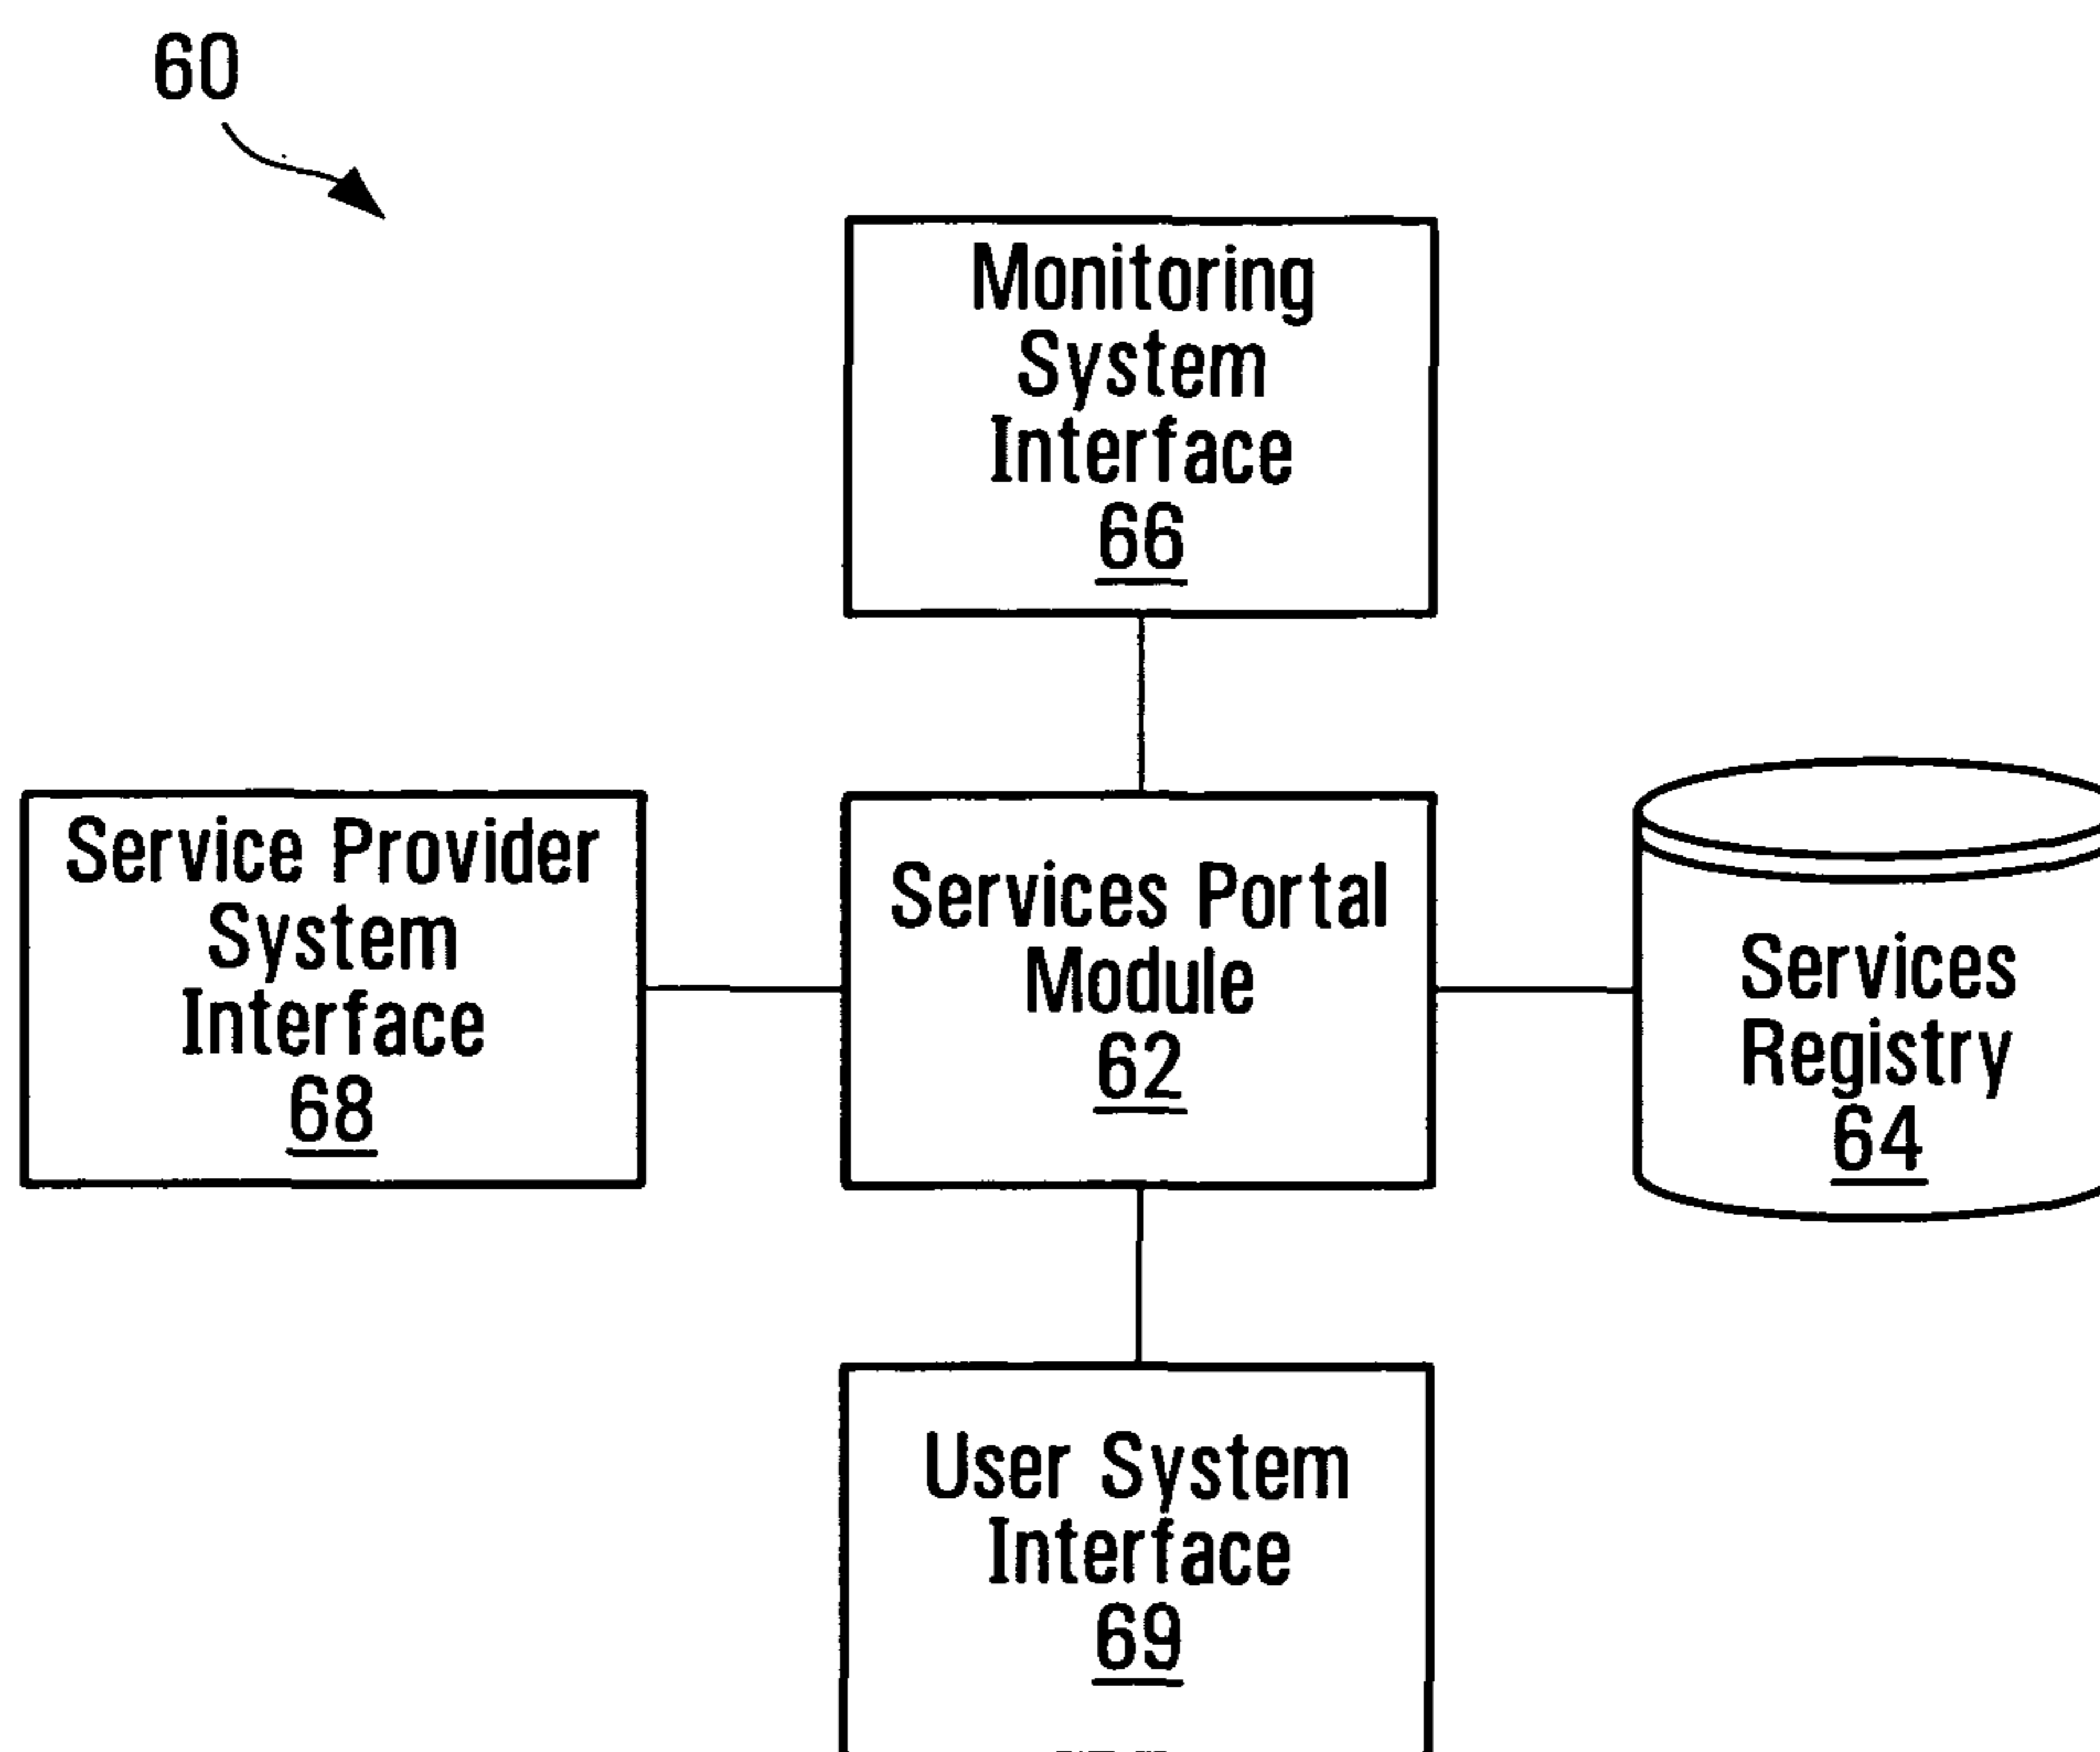 60
Monitoring
System
Interface
66
Service Provider
System
Interface
68
Services Portal
Module
62
Services
Registry
64
User System
Interface
69